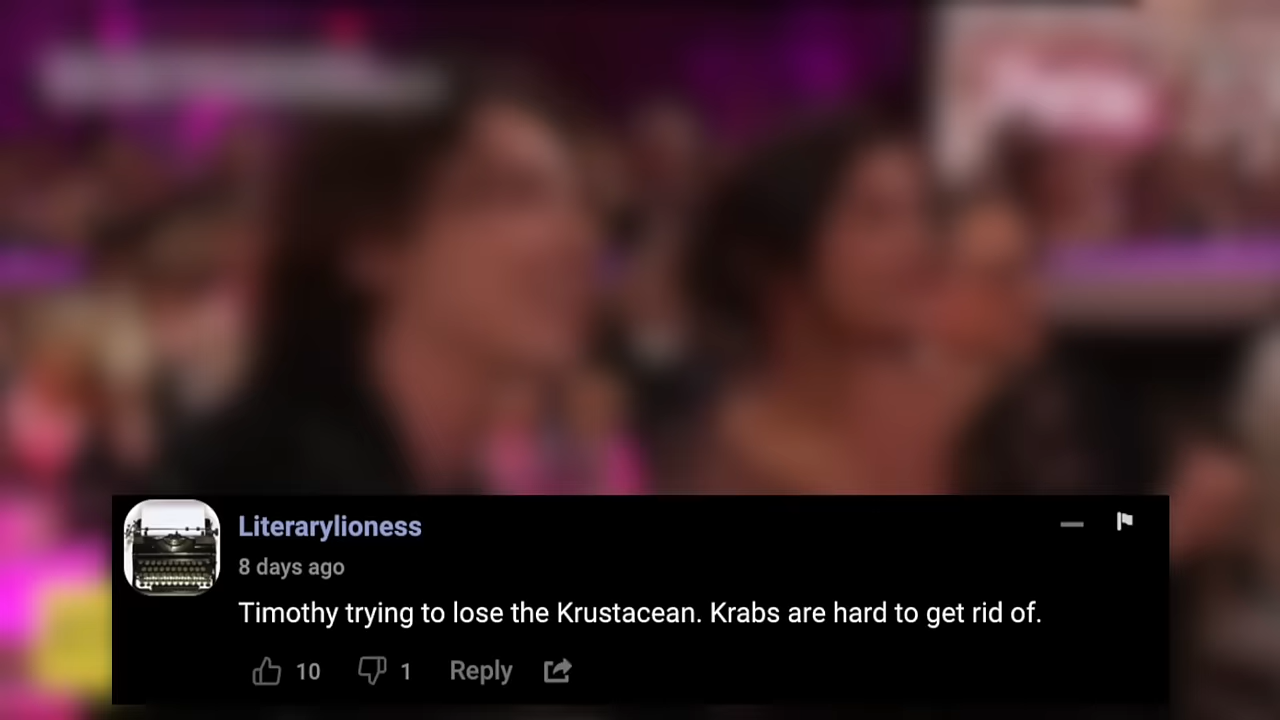 Literarylioness
8 days ago
Timothy trying to lose the Krustacean. Krabs are hard to get rid of.
10 1 Reply